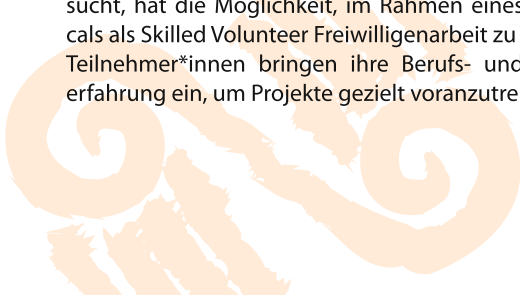 sucht, hat die Möglichkeit, im Rahmen eines
cals als Skilled Volunteer Freiwilligenarbeit zu
Teilnehmer*innen bringen ihre Berufs- und
erfahrung ein, um Projekte gezielt voranzutre